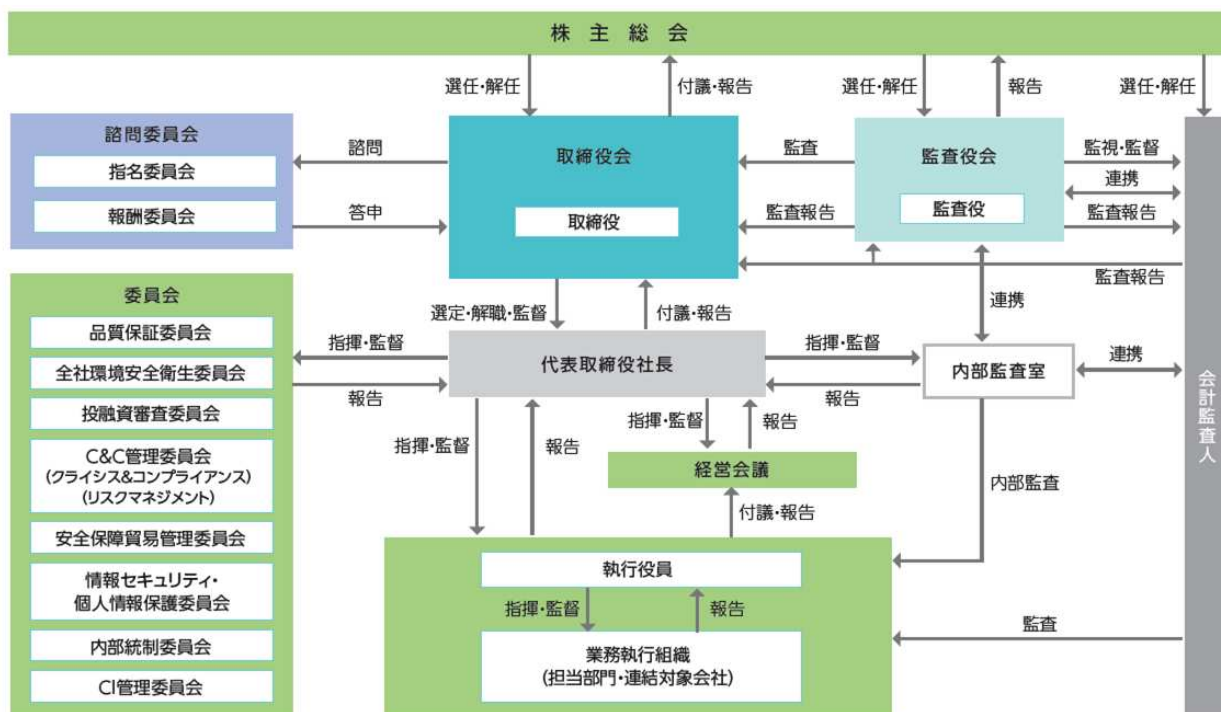 株主総会
選任・解任
付議・報告
選任・解任
報告
選任・解任
諮問委員会
指名委員会
報酬委員会
諮問
答申
取締役会
取締役
監査
監査報告
監査役会
監査役
監視・監督
連携
監査報告
監査報告
連携
選定・解職・監督
付議・報告
委員会
品質保証委員会
全社環境安全衛生委員会
投融資審査委員会
C&C管理委員会
(クライシス&コンプライアンス)
(リスクマネジメント)
安全保障貿易管理委員会
情報セキュリティ・
個人情報保護委員会
内部統制委員会
CI管理委員会
指揮・監督
報告
代表取締役社長
指揮・監督
報告
内部監査室
連携
会計監査人
指揮・監督
報告
指揮・監督
報告
経営会議
付議・報告
内部監査
執行役員
指揮・監督
報告
業務執行組織
(担当部門・連結対象会社)
監査